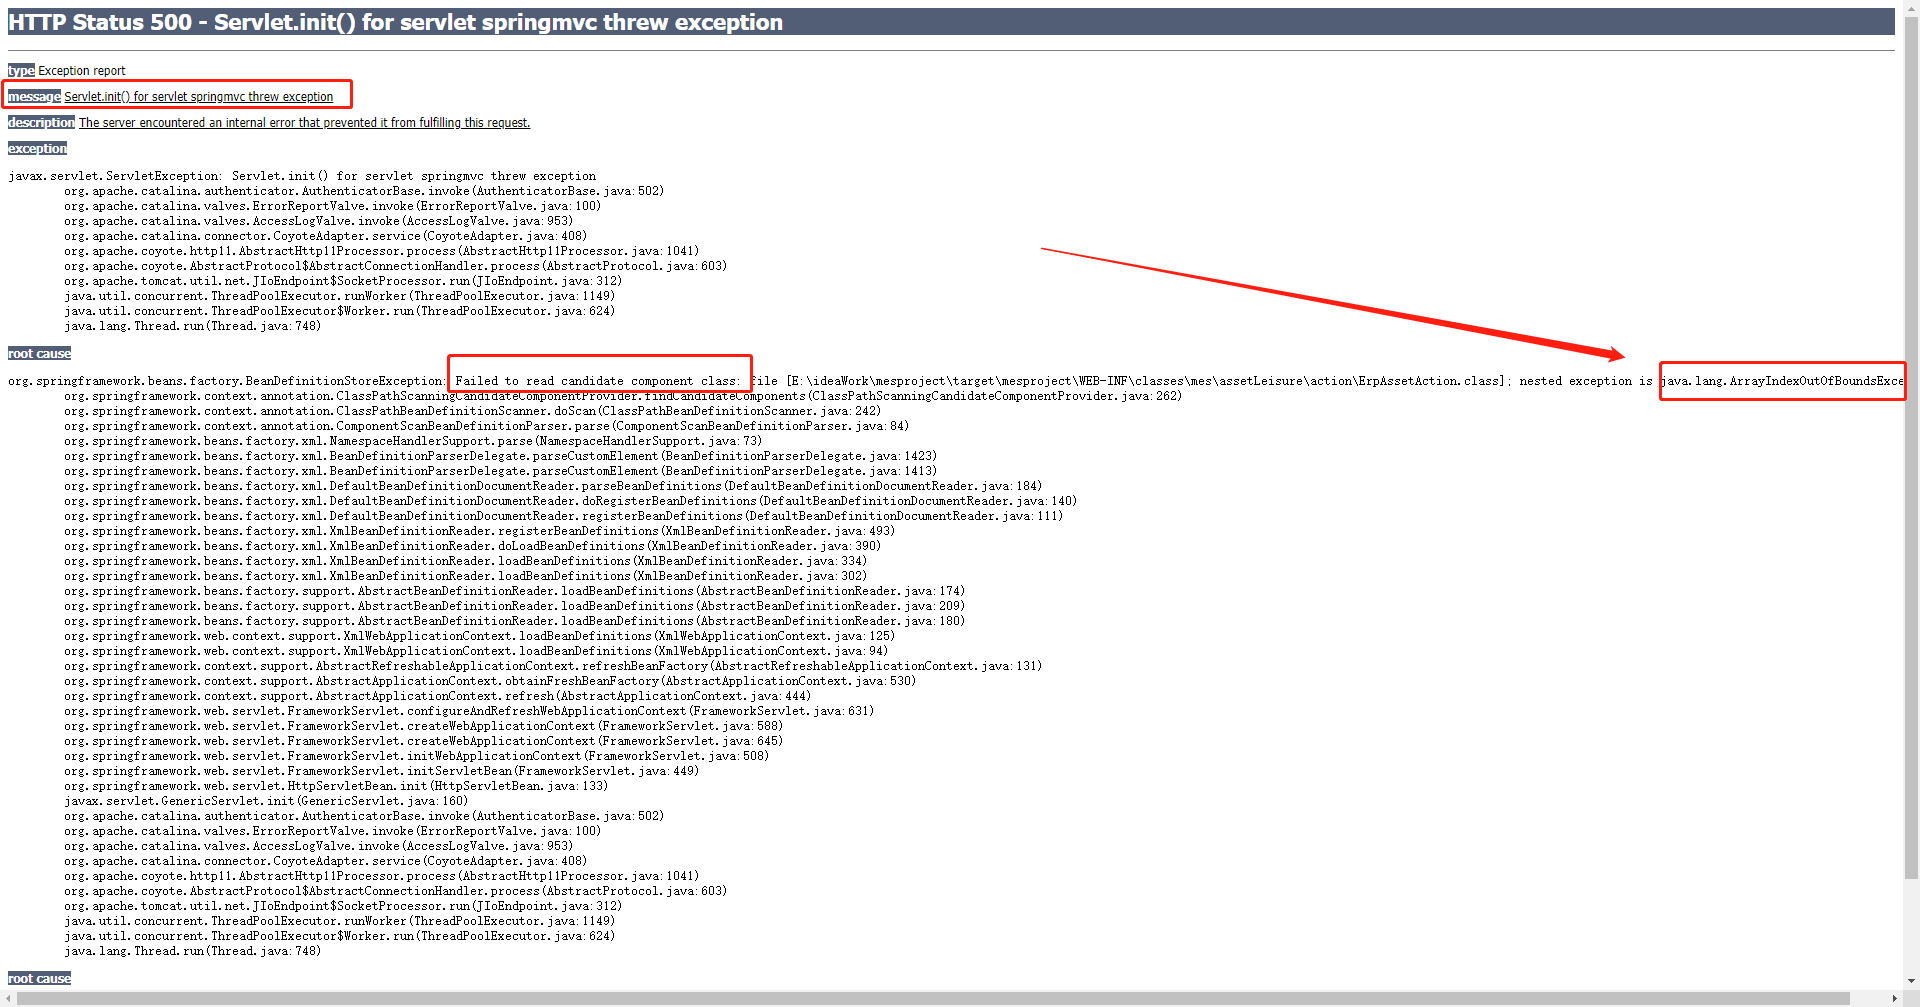 HTTP Status 500 - Servlet.init() for servlet springmvc threw exception
type Exception report
message Servlet.init() for servlet springmvc threw exception
description The server encountered an internal error that prevented it from fulfilling this request.
exception
javax.servlet.ServletException: Servlet.init() for servlet springmvc threw exception
org.apache.catalina.authenticator.AuthenticatorBase.invoke(AuthenticatorBase.java:502)
org.apache.catalina.valves.ErrorReportValve.invoke(ErrorReportValve.java:100)
org.apache.catalina.valves.AccessLogValve.invoke(AccessLogValve.java:953)
org.apache.catalina.connector.CoyoteAdapter.service(CoyoteAdapter.java:408)
org.apache.coyote.http11.AbstractHttp11Processor.process(AbstractHttp11Processor.java:1041)
org.apache.coyote.AbstractProtocol$AbstractConnectionHandler.process(AbstractProtocol.java:603)
org.apache.tomcat.util.net.JIoEndpoint$SocketProcessor.run(JIoEndpoint.java:312)
java.util.concurrent.ThreadPoolExecutor.runWorker(ThreadPoolExecutor.java:1149)
java.util.concurrent.ThreadPoolExecutor$Worker.run(ThreadPoolExecutor.java:624)
java.lang.Thread.run(Thread.java:748)
root cause
org.springframework.beans.factory.BeanDefinitionStoreException: Failed to read candidate component class: file [E:\ideaWork\mesproject\target\mesproject\WEB-INF\classes\mes\assetLeisure\action\ErpAssetAction.class]; nested exception is java.lang.ArrayIndexOutOfBoundsExce
org.springframework.context.annotation.ClassPathScanningCandidateComponentProvider.findCandidateComponents(ClassPathScanningCandidateComponentProvider.java:262)
org.springframework.context.annotation.ClassPathBeanDefinitionScanner.doScan(ClassPathBeanDefinitionScanner.java:242)
org.springframework.context.annotation.ComponentScanBeanDefinitionParser.parse(ComponentScanBeanDefinitionParser.java:84)
org.springframework.beans.factory.xml.NamespaceHandlerSupport.parse(NamespaceHandlerSupport.java:73)
org.springframework.beans.factory.xml.BeanDefinitionParserDelegate.parseCustomElement(BeanDefinitionParserDelegate.java:1423)
org.springframework.beans.factory.xml.BeanDefinitionParserDelegate.parseCustomElement(BeanDefinitionParserDelegate.java:1413)
org.springframework.beans.factory.xml.DefaultBeanDefinitionDocumentReader.parseBeanDefinitions(DefaultBeanDefinitionDocumentReader.java:184)
org.springframework.beans.factory.xml.DefaultBeanDefinitionDocumentReader.doRegisterBeanDefinitions(DefaultBeanDefinitionDocumentReader.java:140)
org.springframework.beans.factory.xml.DefaultBeanDefinitionDocumentReader.registerBeanDefinitions(DefaultBeanDefinitionDocumentReader.java:111)
org.springframework.beans.factory.xml.XmlBeanDefinitionReader.registerBeanDefinitions(XmlBeanDefinitionReader.java:493)
org.springframework.beans.factory.xml.XmlBeanDefinitionReader.doLoadBeanDefinitions(XmlBeanDefinitionReader.java:390)
org.springframework.beans.factory.xml.XmlBeanDefinitionReader.loadBeanDefinitions(XmlBeanDefinitionReader.java:334)
org.springframework.beans.factory.xml.XmlBeanDefinitionReader.loadBeanDefinitions(XmlBeanDefinitionReader.java:302)
org.springframework.beans.factory.support.AbstractBeanDefinitionReader.loadBeanDefinitions(AbstractBeanDefinitionReader.java:174)
org.springframework.beans.factory.support.AbstractBeanDefinitionReader.loadBeanDefinitions(AbstractBeanDefinitionReader.java:209)
org.springframework.beans.factory.support.AbstractBeanDefinitionReader.loadBeanDefinitions(AbstractBeanDefinitionReader.java:180)
org.springframework.web.context.support.XmlWebApplicationContext.loadBeanDefinitions(XmlWebApplicationContext.java:125)
org.springframework.web.context.support.XmlWebApplicationContext.loadBeanDefinitions(XmlWebApplicationContext.java:94)
org.springframework.context.support.AbstractRefreshableApplicationContext.refreshBeanFactory(AbstractRefreshableApplicationContext.java:131)
org.springframework.context.support.AbstractApplicationContext.obtainFreshBeanFactory(AbstractApplicationContext.java:530)
org.springframework.context.support.AbstractApplicationContext.refresh(AbstractApplicationContext.java:444)
org.springframework.web.servlet.FrameworkServlet.configureAndRefreshWebApplicationContext(FrameworkServlet.java:631)
org.springframework.web.servlet.FrameworkServlet.createWebApplicationContext(FrameworkServlet.java:588)
org.springframework.web.servlet.FrameworkServlet.createWebApplicationContext(FrameworkServlet.java:645)
org.springframework.web.servlet.FrameworkServlet.initWebApplicationContext(FrameworkServlet.java:508)
org.springframework.web.servlet.FrameworkServlet.initServletBean(FrameworkServlet.java:449)
org.springframework.web.servlet.HttpServletBean.init(HttpServletBean.java:133)
javax.servlet.GenericServlet.init(GenericServlet.java:160)
org.apache.catalina.authenticator.AuthenticatorBase.invoke(AuthenticatorBase.java:502)
org.apache.catalina.valves.ErrorReportValve.invoke(ErrorReportValve.java:100)
org.apache.catalina.valves.AccessLogValve.invoke(AccessLogValve.java:953)
org.apache.catalina.connector.CoyoteAdapter.service(CoyoteAdapter.java:408)
org.apache.coyote.http11.AbstractHttp11Processor.process(AbstractHttp11Processor.java:1041)
org.apache.coyote.AbstractProtocol$AbstractConnectionHandler.process(AbstractProtocol.java:603)
org.apache.tomcat.util.net.JIoEndpoint$SocketProcessor.run(JIoEndpoint.java:312)
java.util.concurrent.ThreadPoolExecutor.runWorker(ThreadPoolExecutor.java:1149)
java.util.concurrent.ThreadPoolExecutor$Worker.run(ThreadPoolExecutor.java:624)
java.lang.Thread.run(Thread.java:748)
root cause